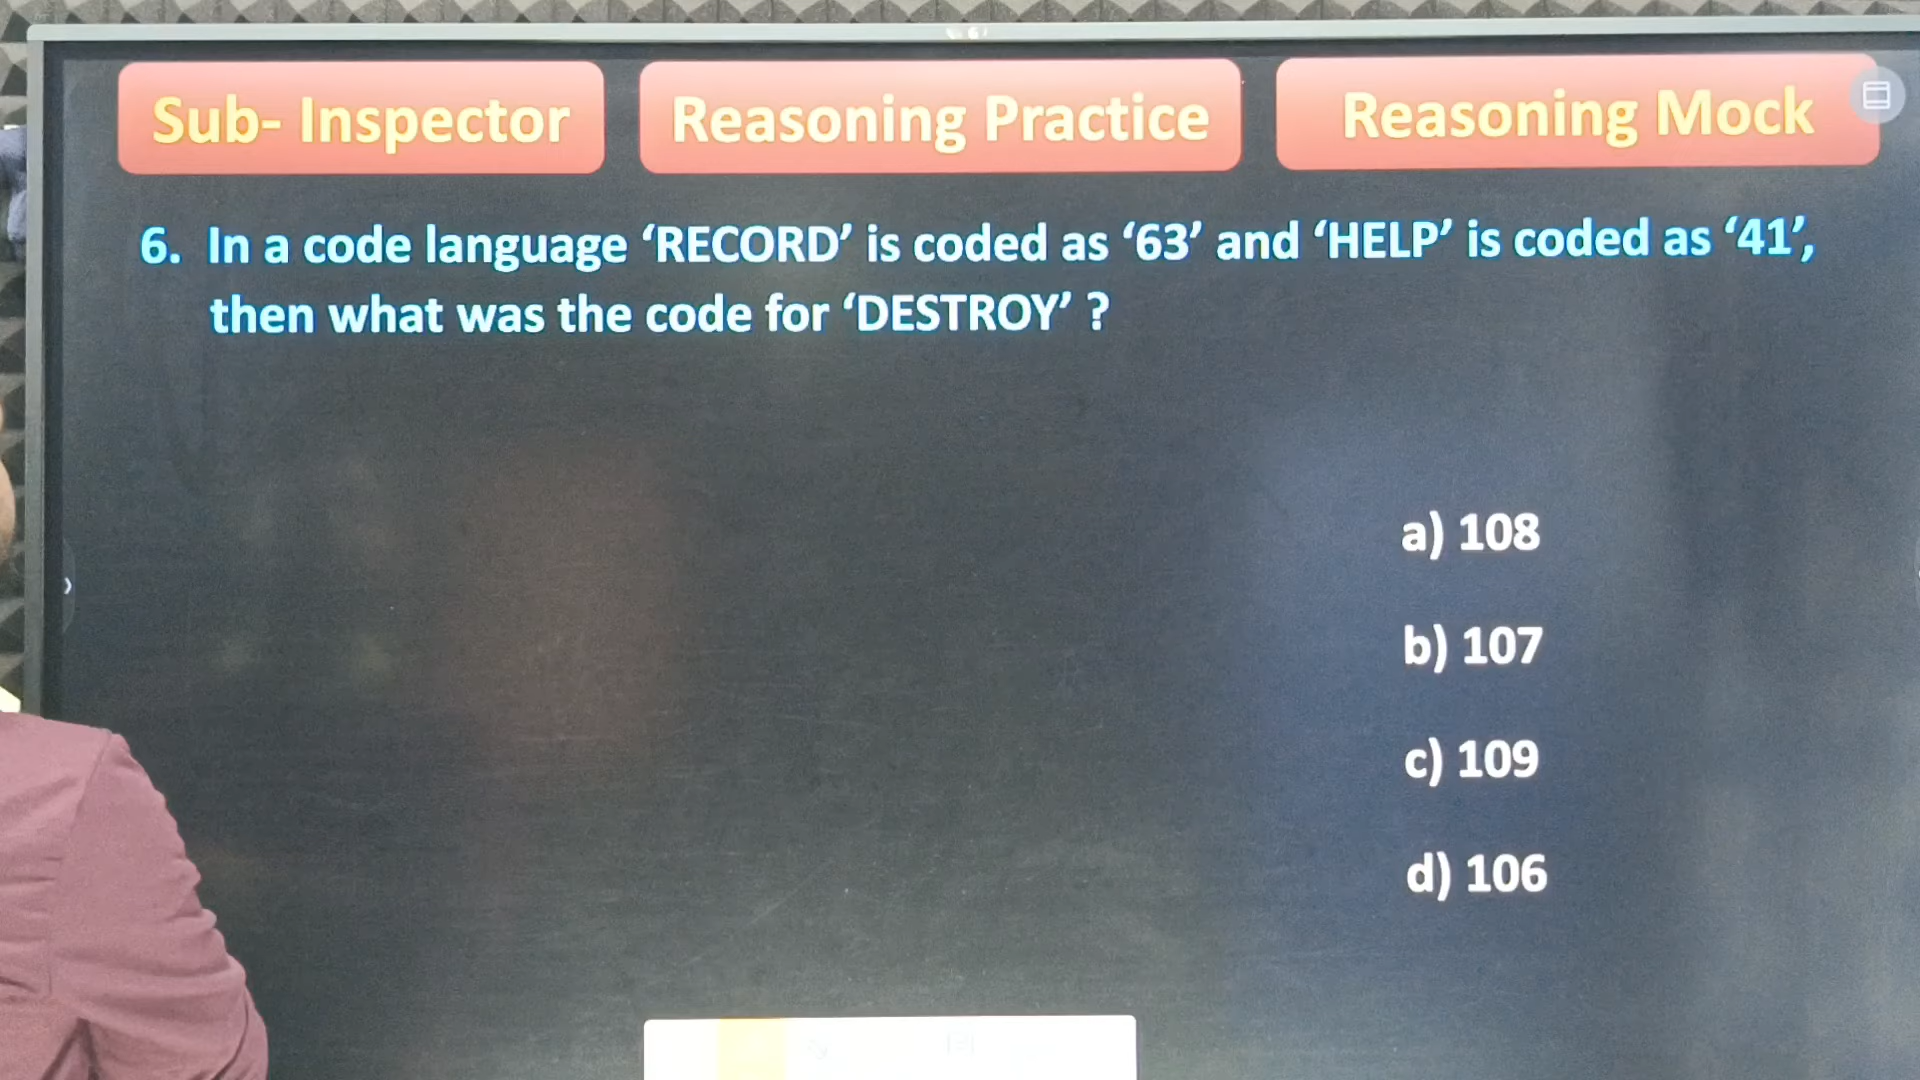 Sub- Inspector
Reasoning Practice
Reasoning Mock
6. In a code language ‘RECORD’ is coded as ‘63’ and ‘HELP’ is coded as ‘41’,
then what was the code for ‘DESTROY’ ?
a) 108
b) 107
c) 109
d) 106